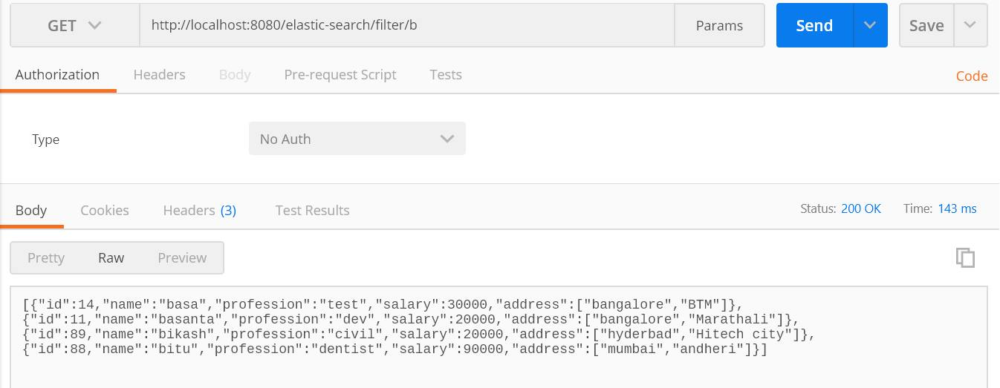 GET http://localhost:8080/elastic-search/filter/b Params Send Save
Authorization Headers Body Pre-request Script Tests Code
Type No Auth
Body Cookies Headers (3) Test Results Status: 200 OK Time: 143 ms
Pretty Raw Preview
[{"id":14,"name":"basa","profession":"test","salary":30000,"address":["bangalore","BTM"]},
{"id":11,"name":"basanta","profession":"dev","salary":20000,"address":["bangalore","Marathali"]},
{"id":89,"name":"bikash","profession":"civil","salary":20000,"address":["hyderbad","Hitech city"]},
{"id":88,"name":"bitu","profession":"dentist","salary":90000,"address":["mumbai","andheri"]}]